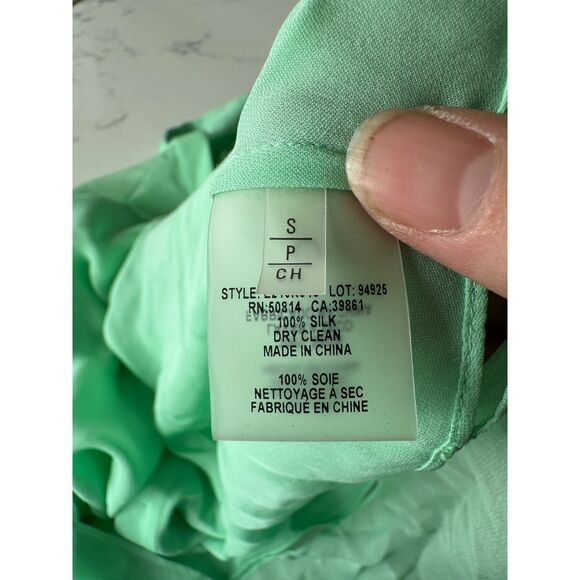 S
P
CH
STYLE: LOT: 94925
RN:50814 CA:39861
100% SILK
DRY CLEAN
MADE IN CHINA
100% SOIE
NETTOYAGE À SEC
FABRIQUÉ EN CHINE